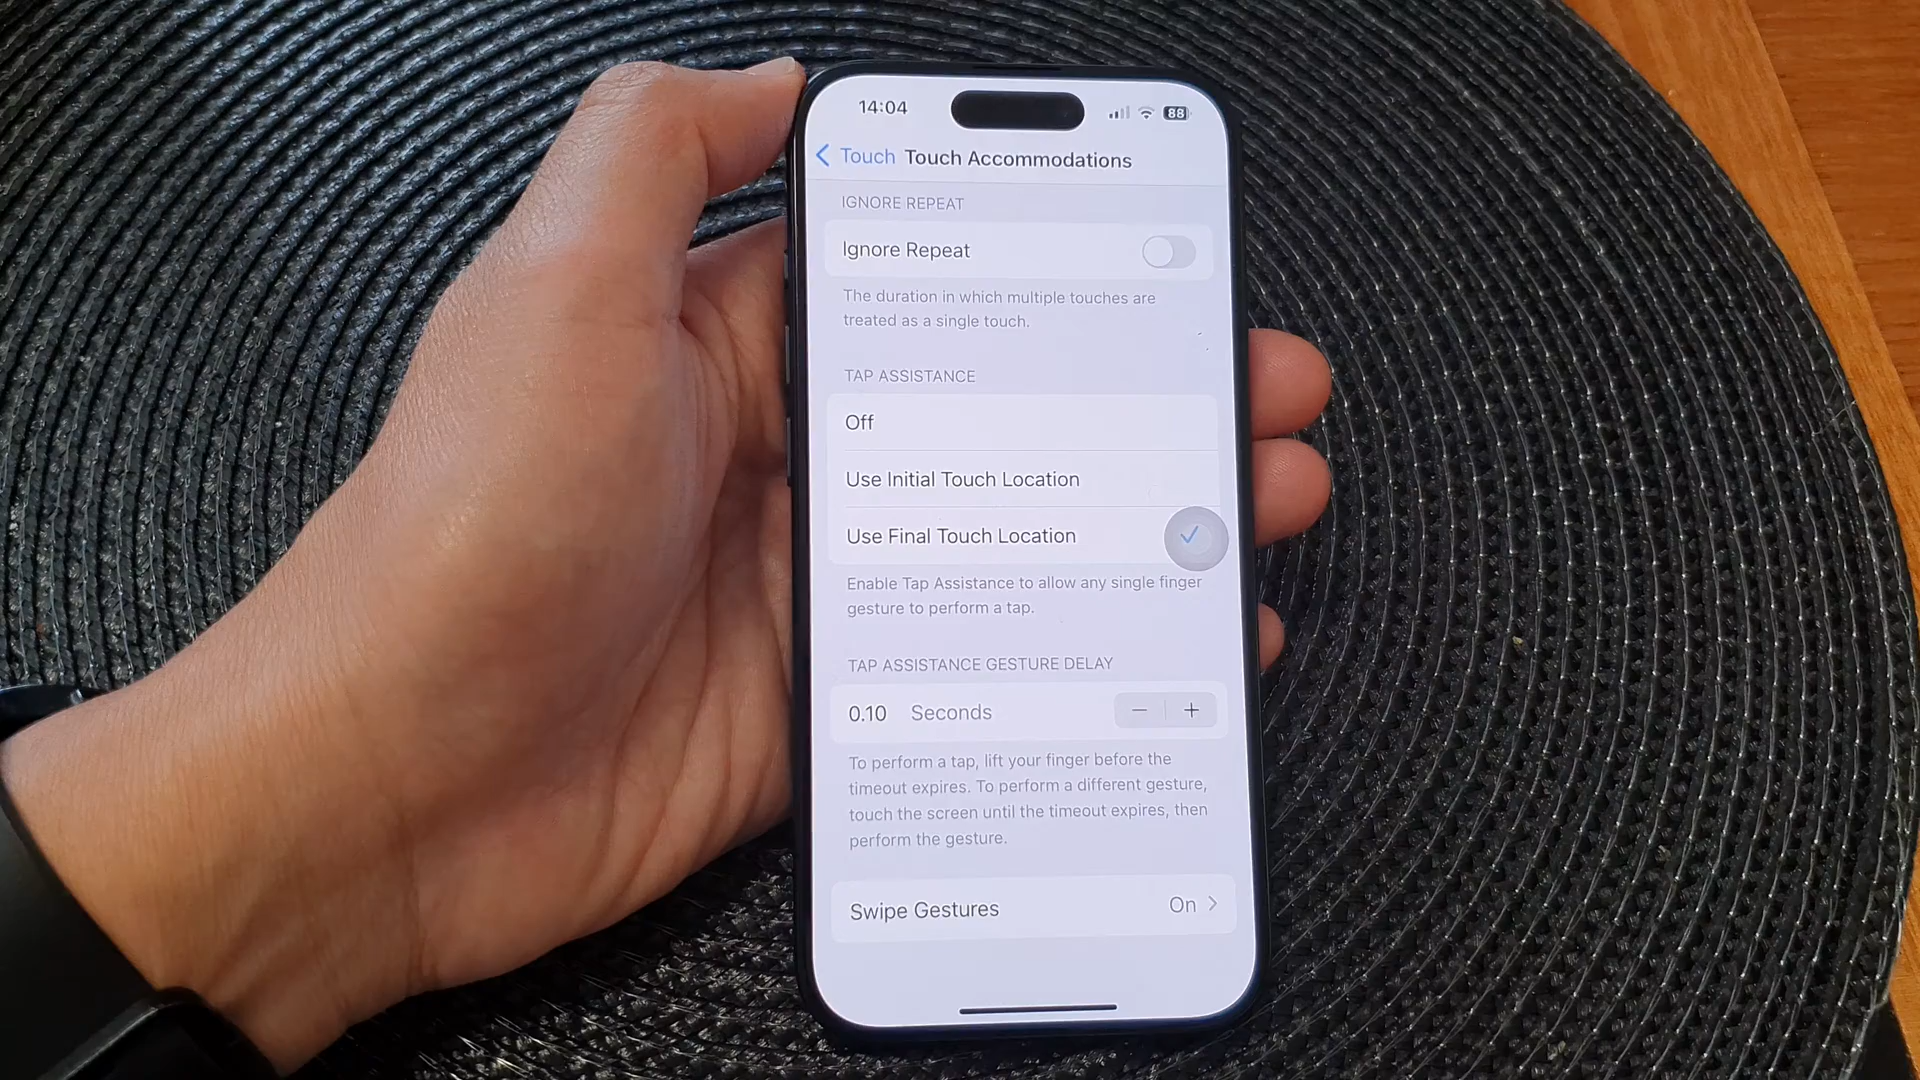 14:04
88
Touch Touch Accommodations
IGNORE REPEAT
Ignore Repeat
The duration in which multiple touches are
treated as a single touch.
TAP ASSISTANCE
Off
Use Initial Touch Location
Use Final Touch Location
Enable Tap Assistance to allow any single finger
gesture to perform a tap.
TAP ASSISTANCE GESTURE DELAY
0.10 Seconds
To perform a tap, lift your finger before the
timeout expires. To perform a different gesture,
touch the screen until the timeout expires, then
perform the gesture.
Swipe Gestures On